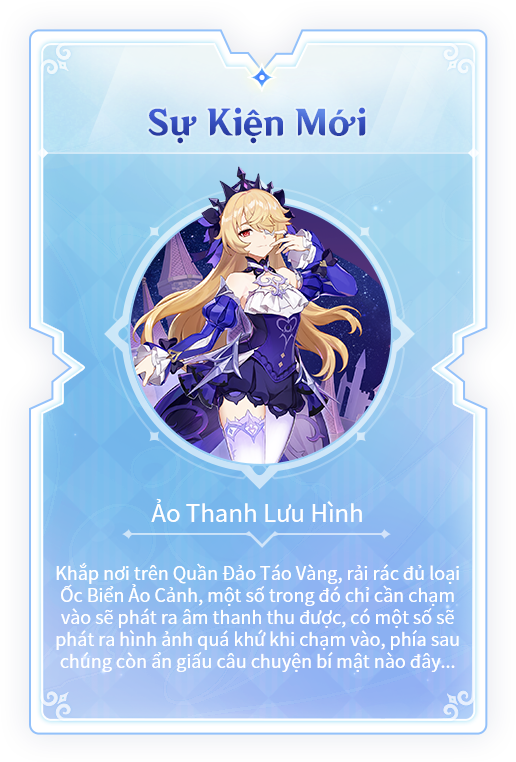 Sự Kiện Mới
Ảo Thanh Lưu Hình
Khắp nơi trên Quần Đảo Táo Vàng, rải rác đủ loại
Ốc Biển Ảo Cảnh, một số trong đó chỉ cần chạm
vào sẽ phát ra âm thanh thu được, có một số sẽ
phát ra hình ảnh quá khứ khi chạm vào, phía sau
chúng còn ẩn giấu câu chuyện bí mật nào đây...